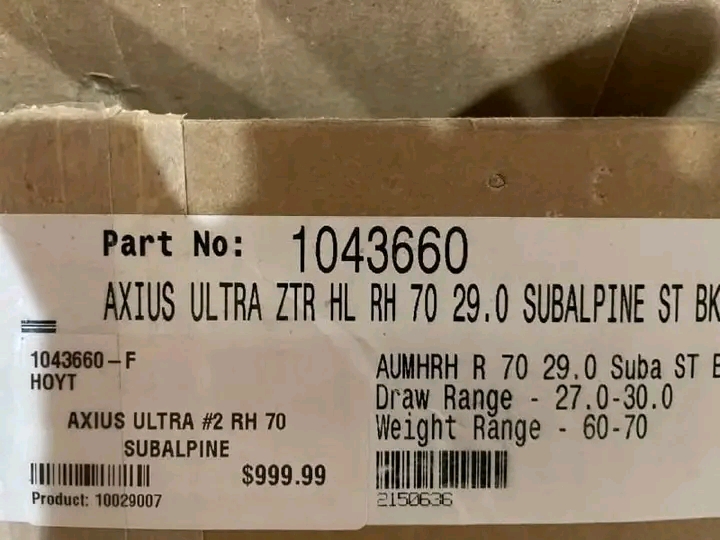 Part No: 1043660
AXIUS ULTRA ZTR HL RH 70 29.0 SUBALPINE ST BK
1043660-F
HOYT
AXIUS ULTRA #2 RH 70
SUBALPINE
$999.99
Product: 10029007
AUMHRH R 70 29.0 Suba ST
Draw Range - 27.0-30.0
Weight Range - 60-70
2150636